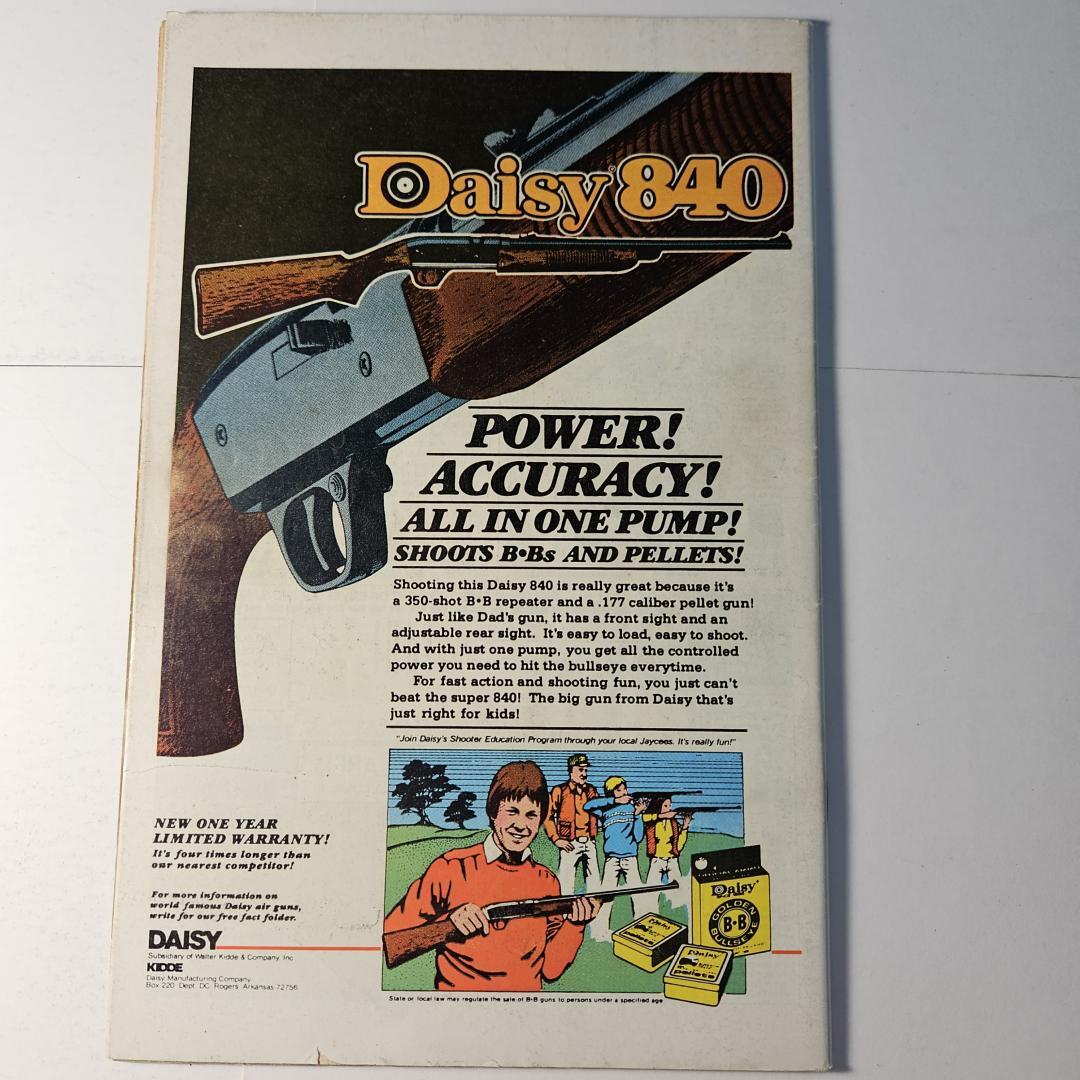 Daisy® 840
POWER!
ACCURACY!
ALL IN ONE PUMP!
SHOOTS B•Bs AND PELLETS!
Shooting this Daisy 840 is really great because it's
a 350-shot B•B repeater and a .177 caliber pellet gun!
Just like Dad's gun, it has a front sight and an
adjustable rear sight. It's easy to load, easy to shoot.
And with just one pump, you get all the controlled
power you need to hit the bullseye everytime.
For fast action and shooting fun, you just can't
beat the super 840! The big gun from Daisy that's
just right for kids!
"Join Daisy's Shooter Education Program through your local Jaycees. It's really fun!"
NEW ONE YEAR
LIMITED WARRANTY!
It's four times longer than
our nearest competitor!
For more information on
world famous Daisy air guns,
write for our free fact folder.
DAISY
Subsidiary of Walter Kidde & Company, Inc.
KIDDE
Daisy Manufacturing Company
Box 220 Dept. DC, Rogers, Arkansas 72756
Daisy
GOLDEN
B•B
BULLSEYE
pellets
Daisy
pellets
State or local law may regulate the sale of B•B guns to persons under a specified age